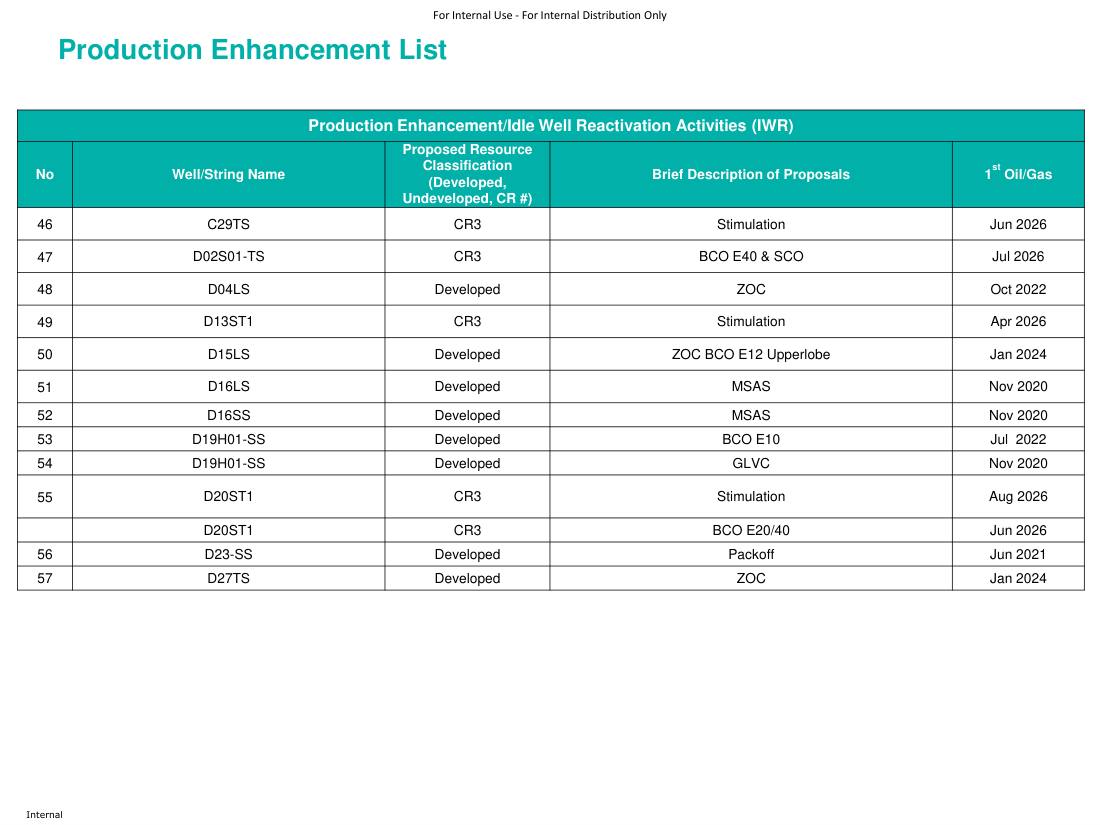 For Internal Use - For Internal Distribution Only
Production Enhancement List
Production Enhancement/Idle Well Reactivation Activities (IWR)
No Well/String Name Proposed Resource Classification (Developed, Undeveloped, CR #) Brief Description of Proposals 1st Oil/Gas
46 C29TS CR3 Stimulation Jun 2026
47 D02S01-TS CR3 BCO E40 & SCO Jul 2026
48 D04LS Developed ZOC Oct 2022
49 D13ST1 CR3 Stimulation Apr 2026
50 D15LS Developed ZOC BCO E12 Upperlobe Jan 2024
51 D16LS Developed MSAS Nov 2020
52 D16SS Developed MSAS Nov 2020
53 D19H01-SS Developed BCO E10 Jul 2022
54 D19H01-SS Developed GLVC Nov 2020
55 D20ST1 CR3 Stimulation Aug 2026
D20ST1 CR3 BCO E20/40 Jun 2026
56 D23-SS Developed Packoff Jun 2021
57 D27TS Developed ZOC Jan 2024
Internal